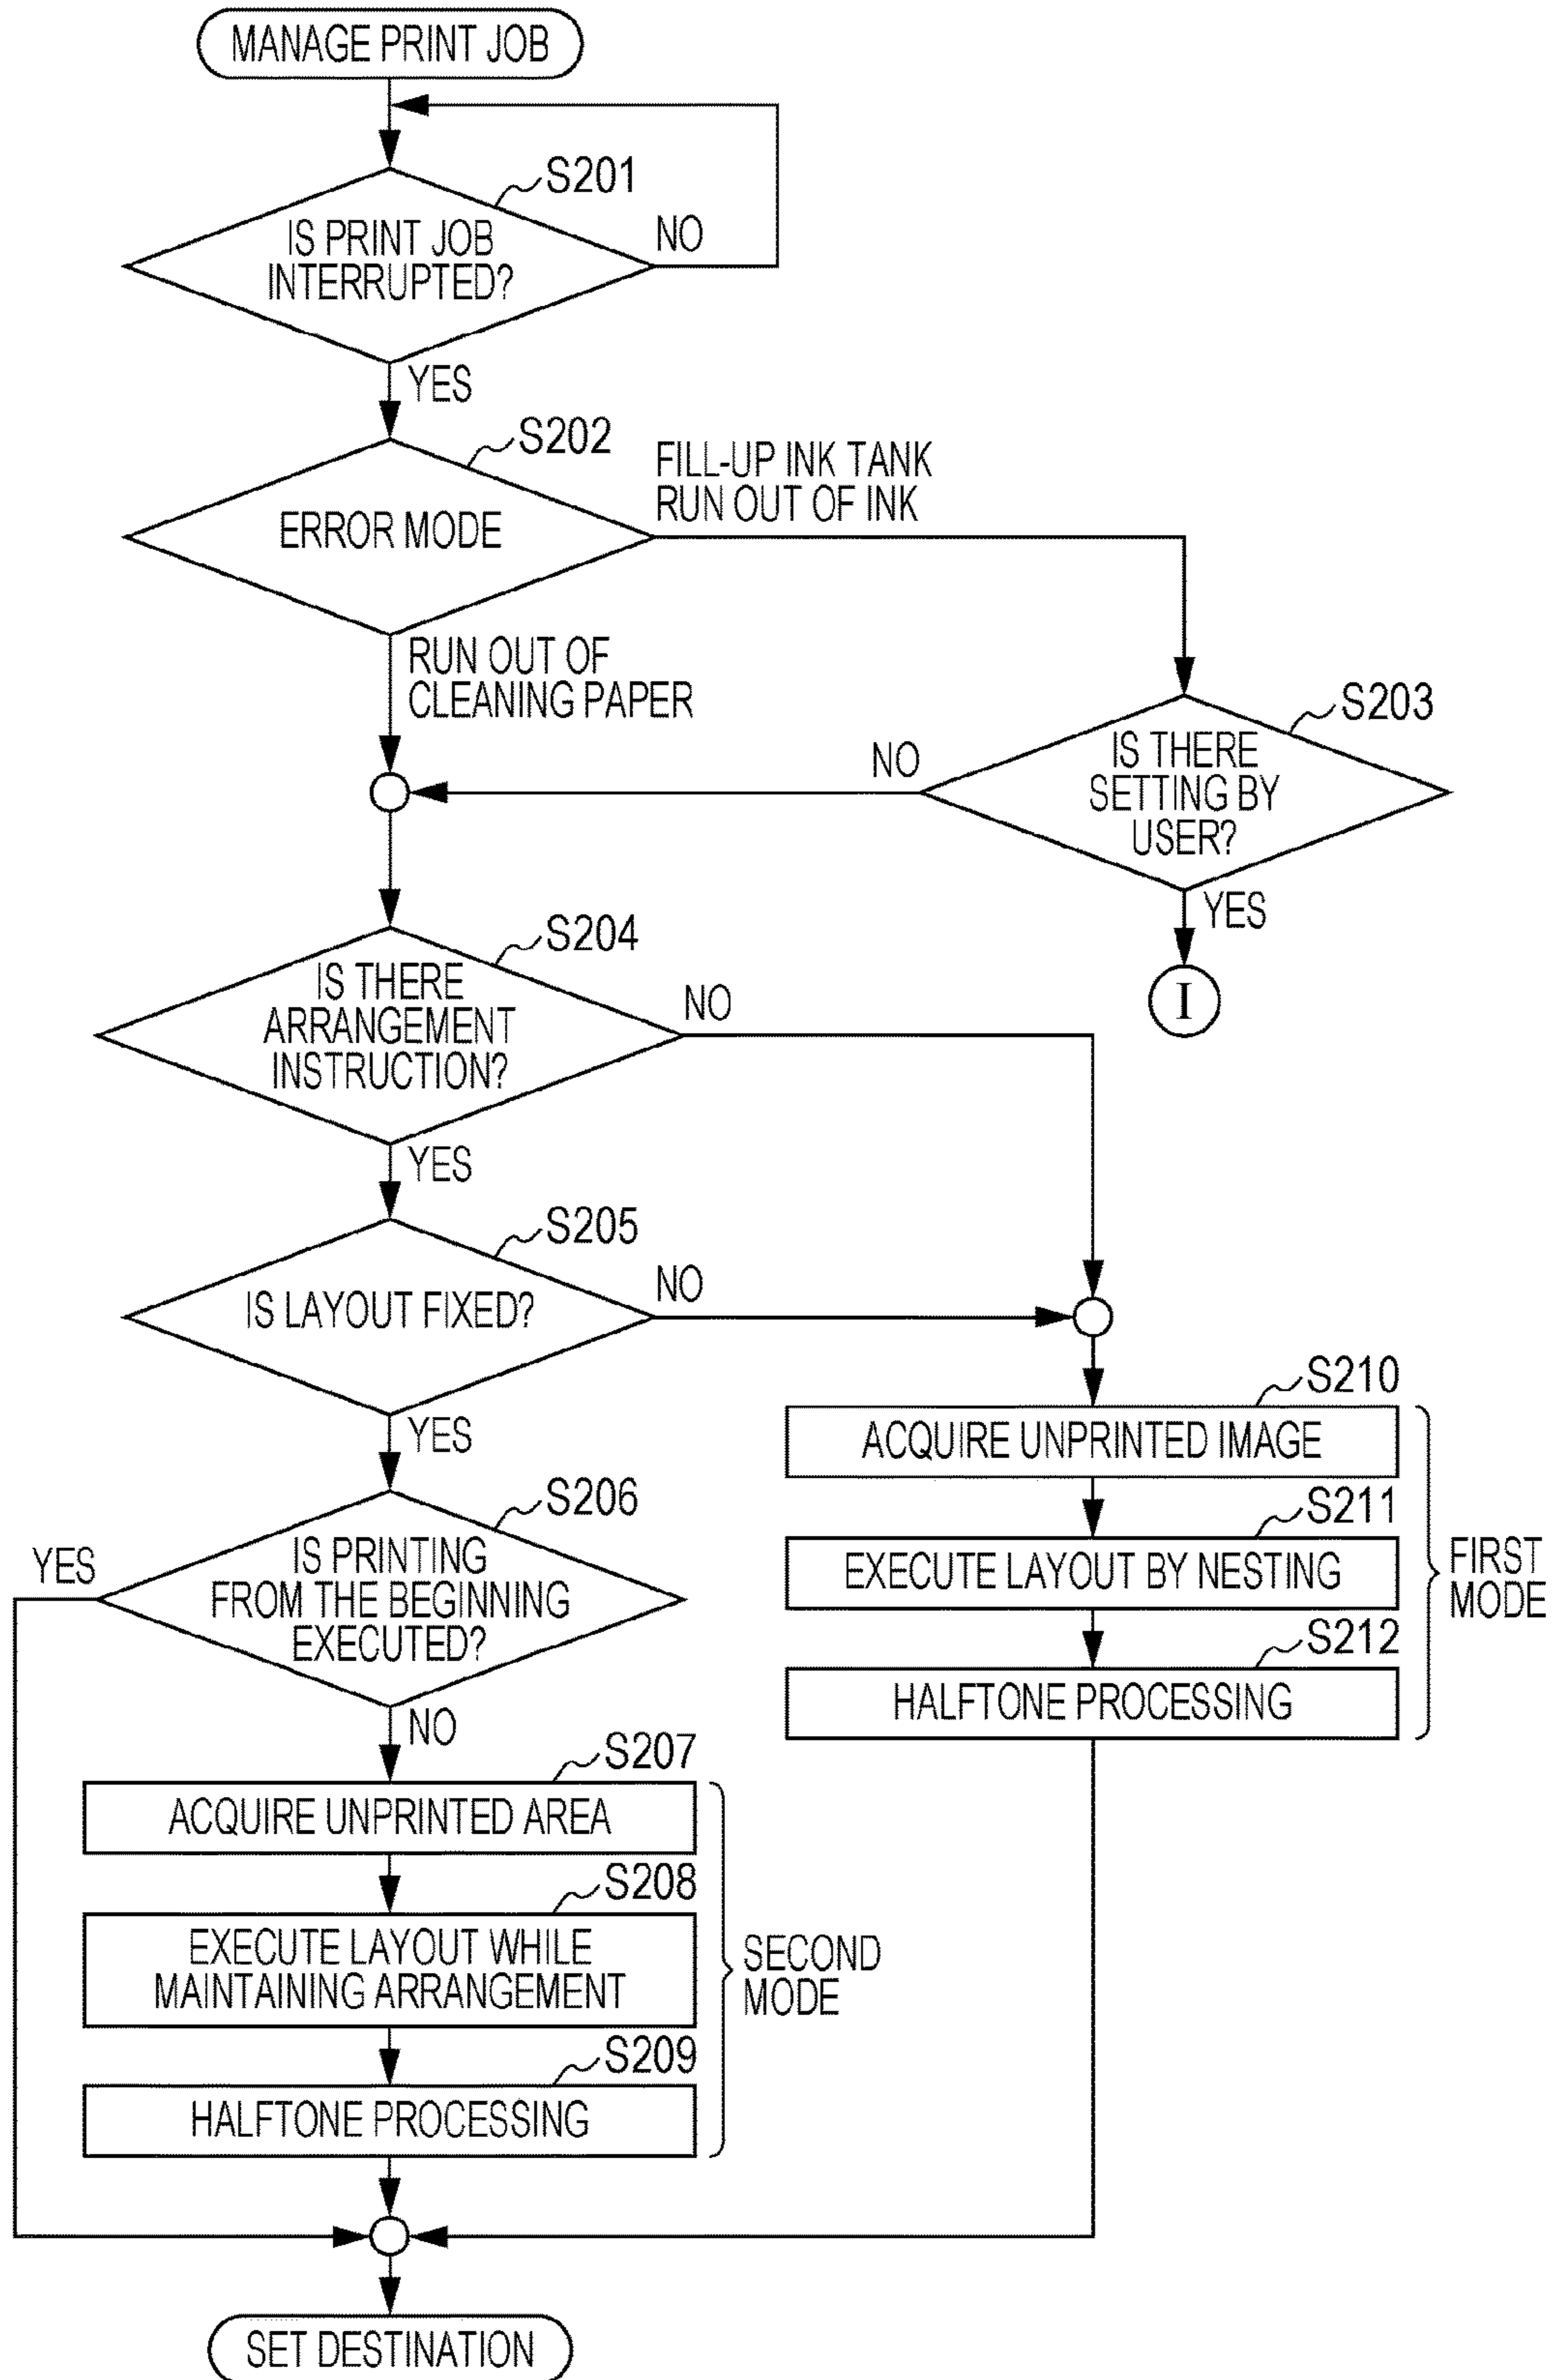 MANAGE PRINT JOB
S201
IS PRINT JOB
INTERRUPTED?
NO
YES
S202
ERROR MODE
FILL-UP INK TANK
RUN OUT OF INK
RUN OUT OF
CLEANING PAPER
S203
IS THERE
SETTING BY
USER?
NO
YES
I
S204
IS THERE
ARRANGEMENT
INSTRUCTION?
NO
YES
S205
IS LAYOUT FIXED?
NO
YES
S206
IS PRINTING
FROM THE BEGINNING
EXECUTED?
YES
NO
S210
ACQUIRE UNPRINTED IMAGE
S211
EXECUTE LAYOUT BY NESTING
S212
HALFTONE PROCESSING
FIRST
MODE
S207
ACQUIRE UNPRINTED AREA
S208
EXECUTE LAYOUT WHILE
MAINTAINING ARRANGEMENT
S209
HALFTONE PROCESSING
SECOND
MODE
SET DESTINATION